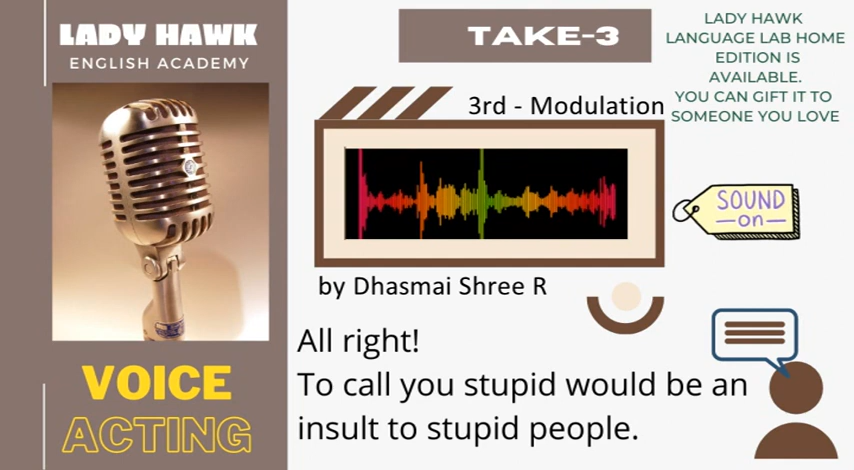 LADY HAWK
ENGLISH ACADEMY
VOICE
ACTING
TAKE-3
LADY HAWK
LANGUAGE LAB HOME
EDITION IS
AVAILABLE.
YOU CAN GIFT IT TO
SOMEONE YOU LOVE
3rd - Modulation
SOUND
on
by Dhasmai Shree R
All right!
To call you stupid would be an
insult to stupid people.